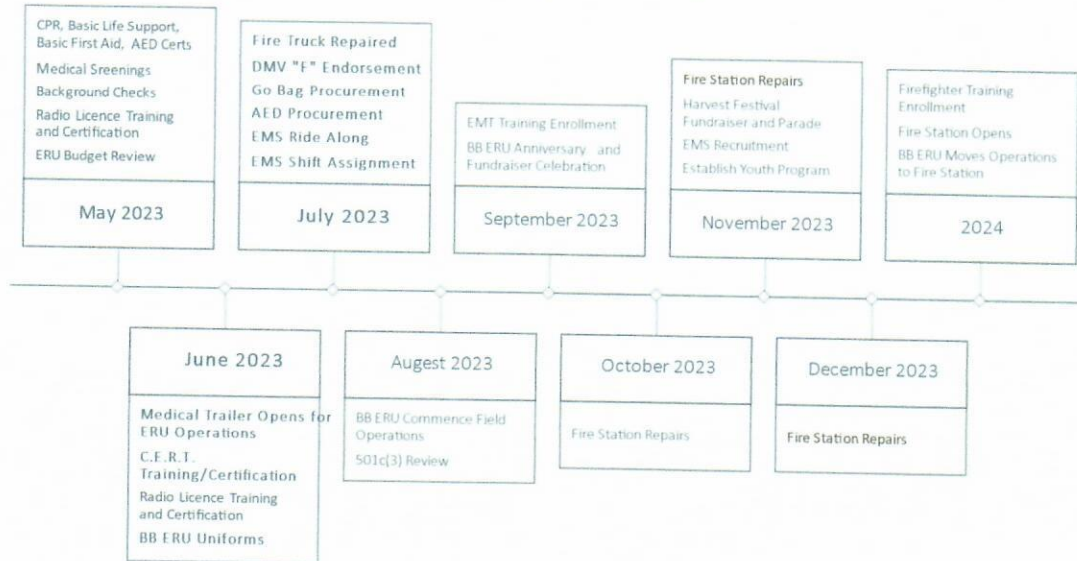 CPR, Basic Life Support,
Basic First Aid, AED Certs
Medical Sreenings
Background Checks
Radio Licence Training
and Certification
ERU Budget Review
May 2023
Fire Truck Repaired
DMV "F" Endorsement
Go Bag Procurement
AED Procurement
EMS Ride Along
EMS Shift Assignment
July 2023
EMT Training Enrollment
BB ERU Anniversary and
Fundraiser Celebration
September 2023
Fire Station Repairs
Harvest Festival
Fundraiser and Parade
EMS Recruitment
Establish Youth Program
November 2023
Firefighter Training
Enrollment
Fire Station Opens
BB ERU Moves Operations
to Fire Station
2024
June 2023
Medical Trailer Opens for
ERU Operations
C.E.R.T.
Training/Certification
Radio Licence Training
and Certification
BB ERU Uniforms
Augest 2023
BB ERU Commence Field
Operations
501c(3) Review
October 2023
Fire Station Repairs
December 2023
Fire Station Repairs